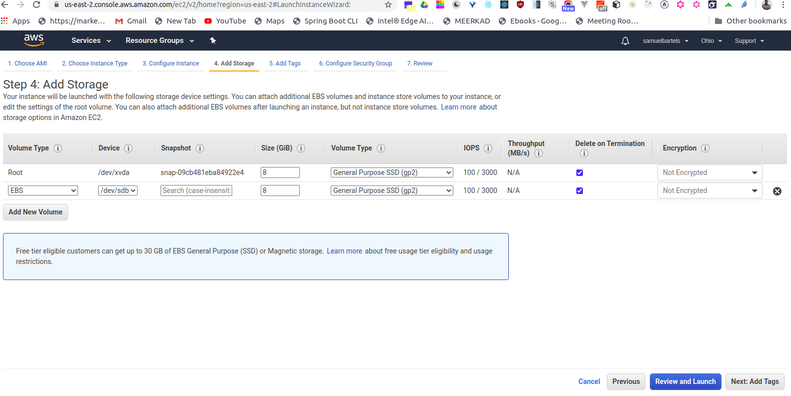 us-east-2.console.aws.amazon.com/ec2/v2/home?region=us-east-2#LaunchInstanceWizard:
Apps https://marke... Gmail New Tab YouTube Maps Spring Boot CLI Intel® Edge AI... MEERKAD Ebooks - Goog... Meeting Roo... Other bookmarks
aws Services Resource Groups samuelbartels Ohio Support
1. Choose AMI 2. Choose Instance Type 3. Configure Instance 4. Add Storage 5. Add Tags 6. Configure Security Group 7. Review
Step 4: Add Storage
Your instance will be launched with the following storage device settings. You can attach additional EBS volumes and instance store volumes to your instance, or
edit the settings of the root volume. You can also attach additional EBS volumes after launching an instance, but not instance store volumes. Learn more about
storage options in Amazon EC2.
Volume Type Device Snapshot Size (GiB) Volume Type IOPS Throughput (MB/s) Delete on Termination Encryption
Root /dev/xvda snap-09cb481eba84922e4 8 General Purpose SSD (gp2) 100 / 3000 N/A Not Encrypted
EBS /dev/sdb Search (case-insensit 8 General Purpose SSD (gp2) 100 / 3000 N/A Not Encrypted
Add New Volume
Free tier eligible customers can get up to 30 GB of EBS General Purpose (SSD) or Magnetic storage. Learn more about free usage tier eligibility and usage
restrictions.
Cancel Previous Review and Launch Next: Add Tags